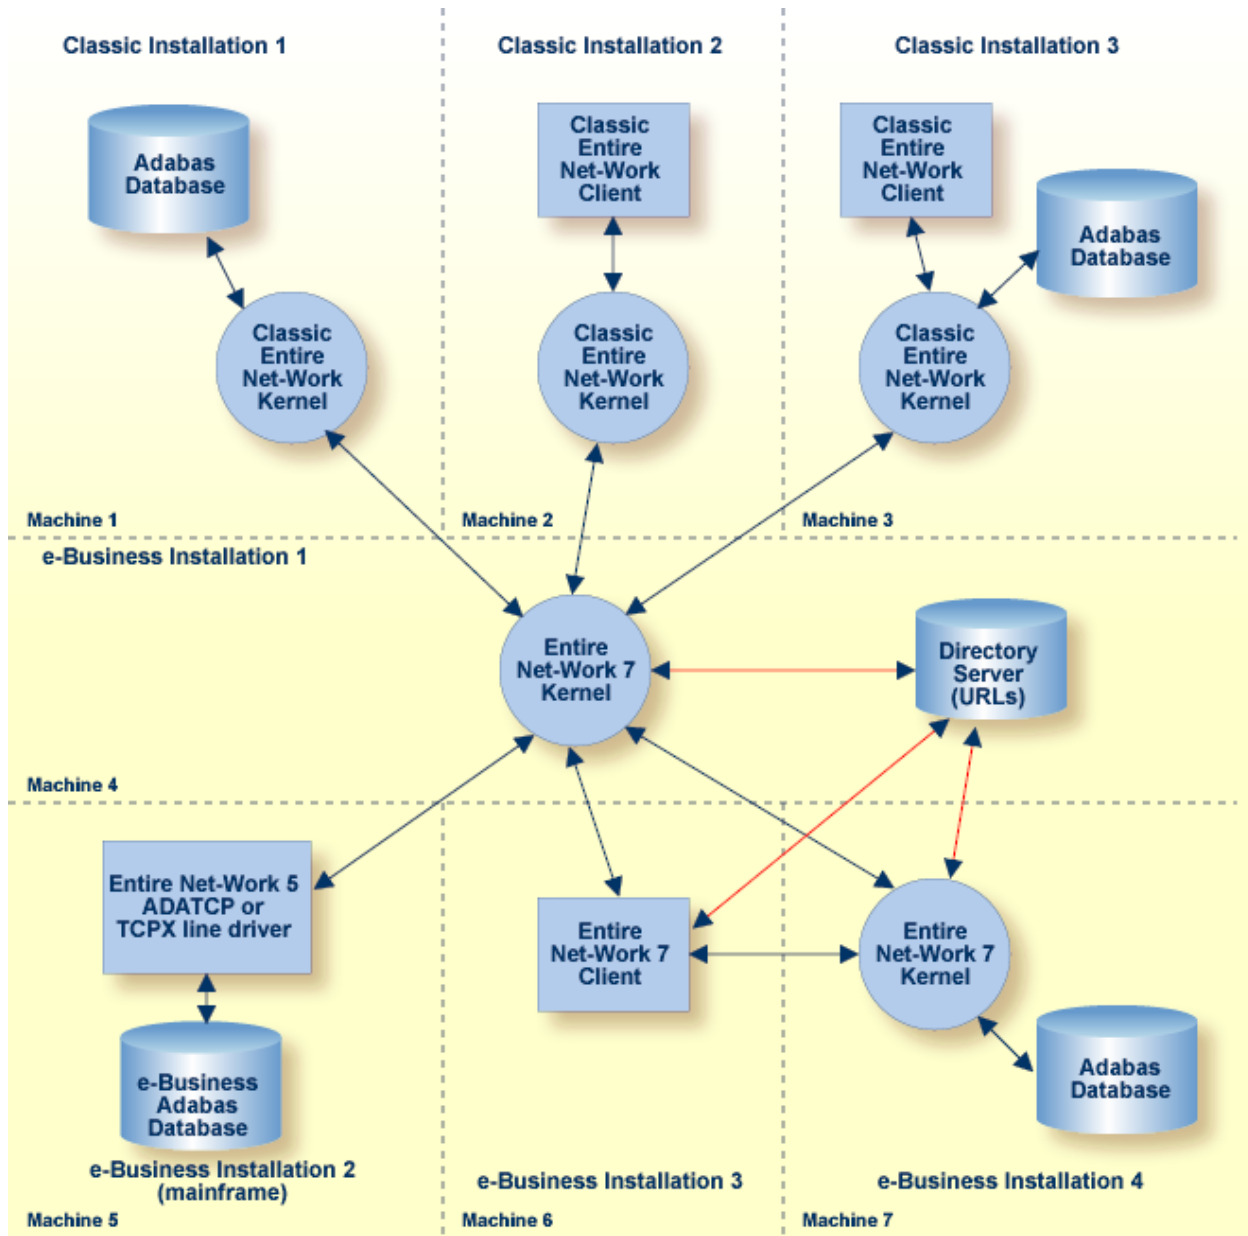 Classic Installation 1
Classic Installation 2
Classic Installation 3
Adabas
Database
Classic
Entire
Net-Work
Client
Classic
Entire
Net-Work
Client
Adabas
Database
Classic
Entire
Net-Work
Kernel
Classic
Entire
Net-Work
Kernel
Classic
Entire
Net-Work
Kernel
Machine 1
Machine 2
Machine 3
e-Business Installation 1
Entire
Net-Work 7
Kernel
Directory
Server
(URLs)
Machine 4
Entire Net-Work 5
ADATCP or
TCPX line driver
Entire
Net-Work 7
Client
Entire
Net-Work 7
Kernel
e-Business
Adabas
Database
Adabas
Database
e-Business Installation 2
(mainframe)
e-Business Installation 3
e-Business Installation 4
Machine 5
Machine 6
Machine 7